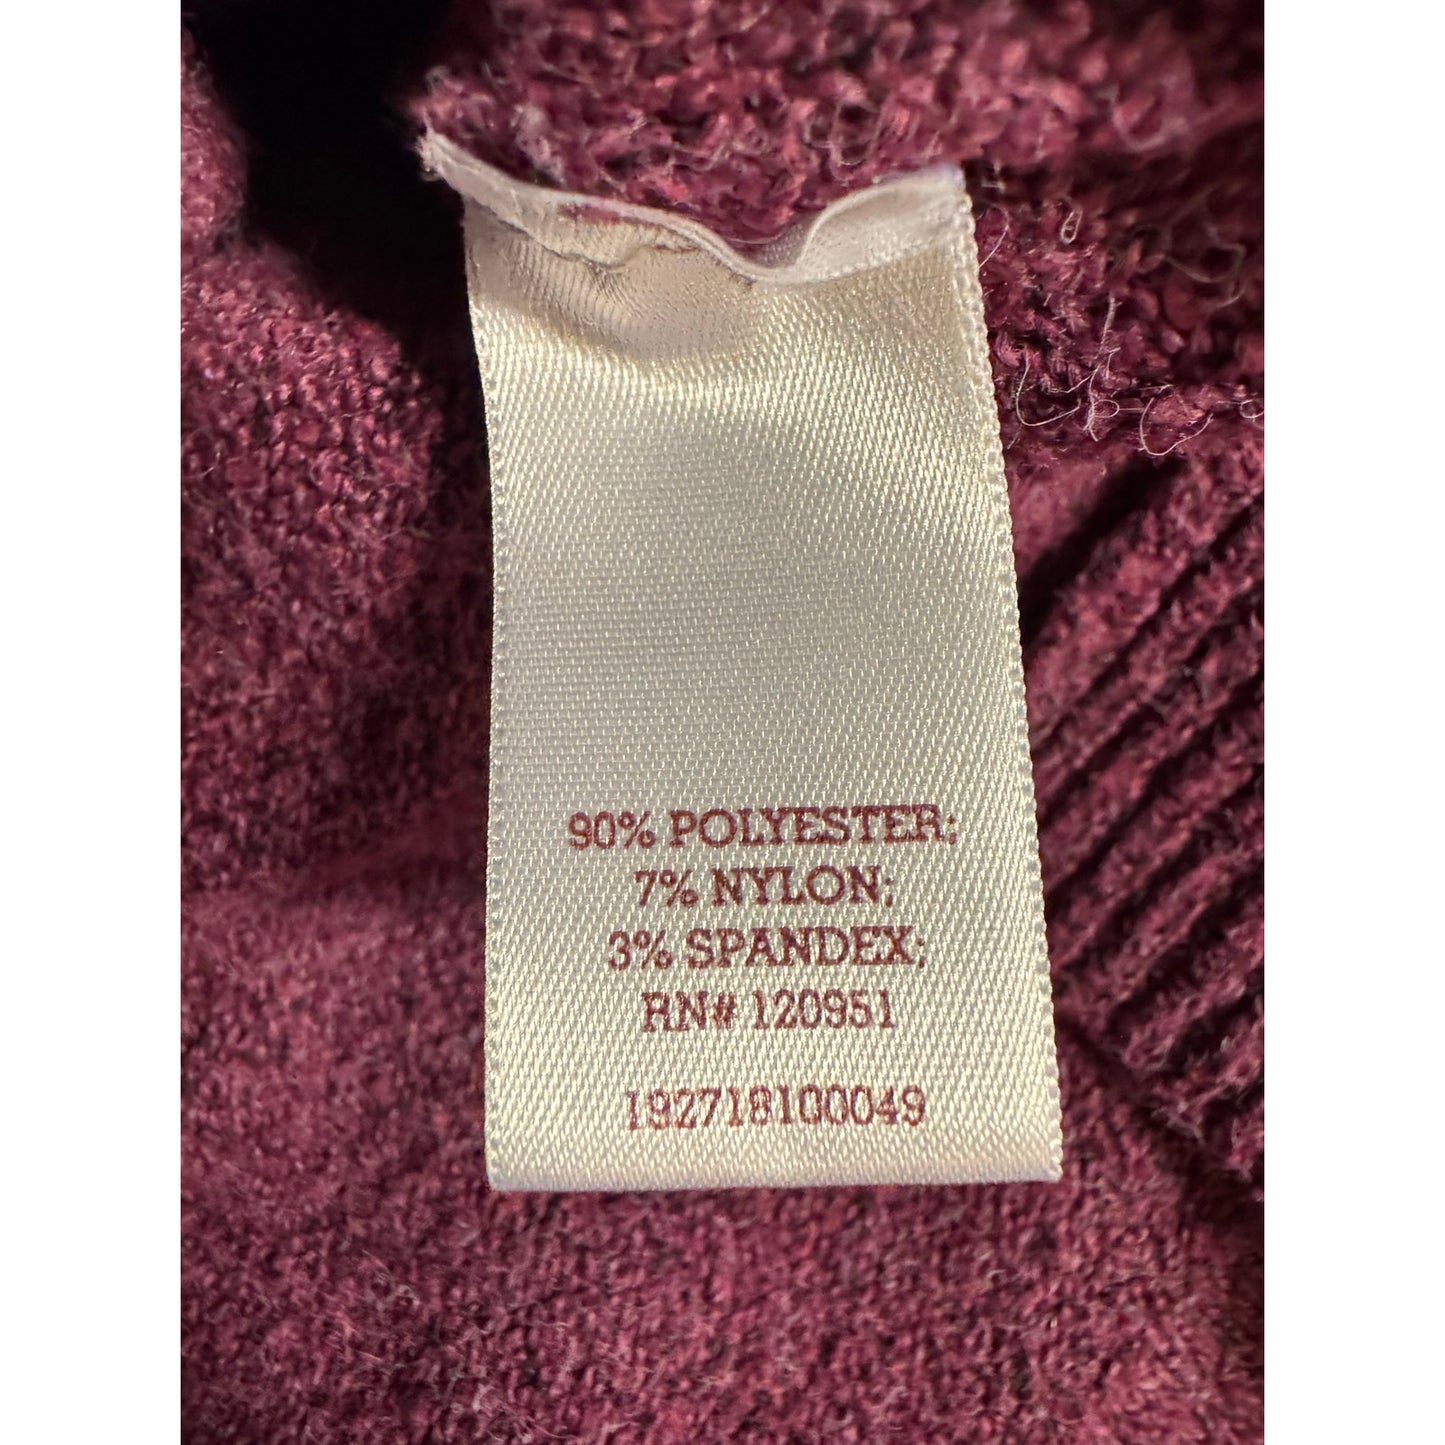 90% POLYESTER;
7% NYLON;
3% SPANDEX;
RN# 120951
192718100049